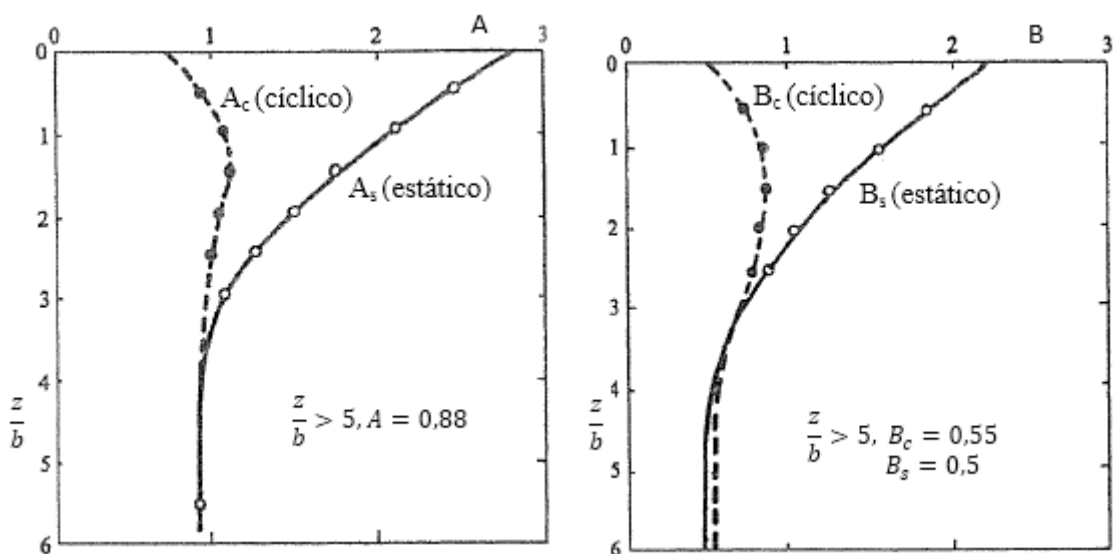 0 1 2 A 3
0
1
2
3
4
5
6
z/b
A_c (cíclico)
A_s (estático)
z/b > 5, A = 0,88
0 1 2 B 3
0
1
2
3
4
5
6
z/b
B_c (cíclico)
B_s (estático)
z/b > 5, B_c = 0,55
B_s = 0,5